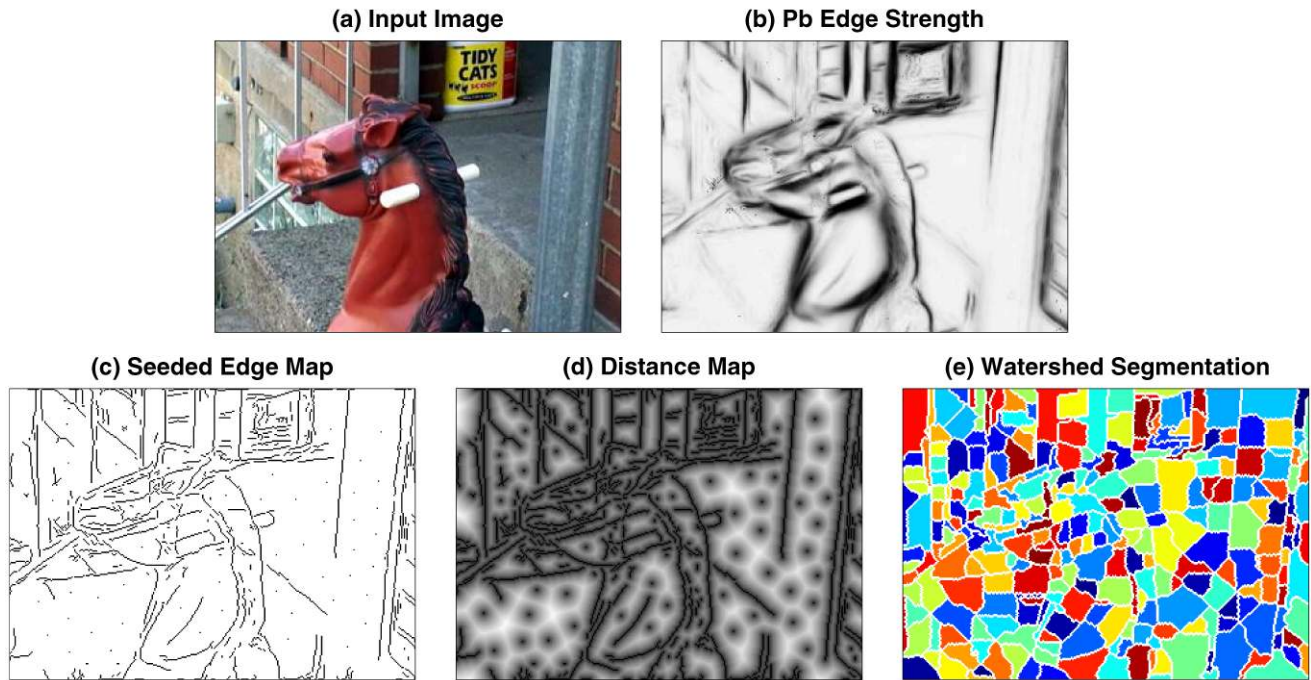 (a) Input Image
(b) Pb Edge Strength
TIDY
CATS
scoop
(c) Seeded Edge Map
(d) Distance Map
(e) Watershed Segmentation